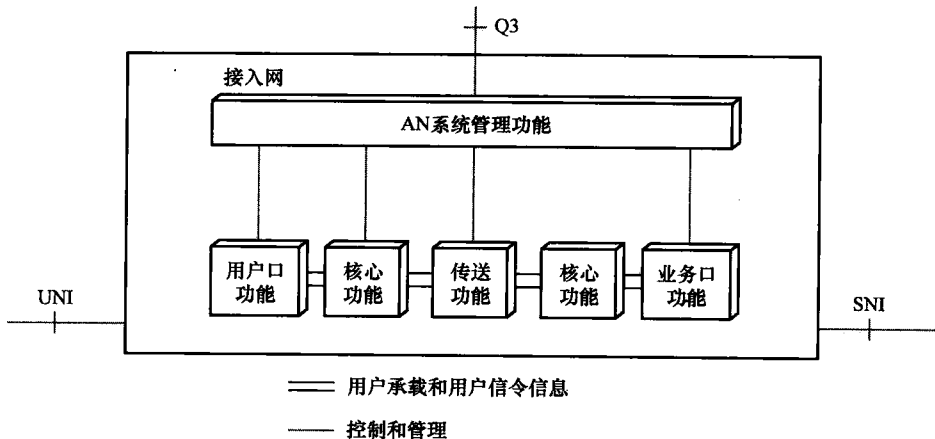 Q3
接入网
AN系统管理功能
用户口
功能
核心
功能
传送
功能
核心
功能
业务口
功能
UNI
SNI
用户承载和用户信令信息
控制和管理